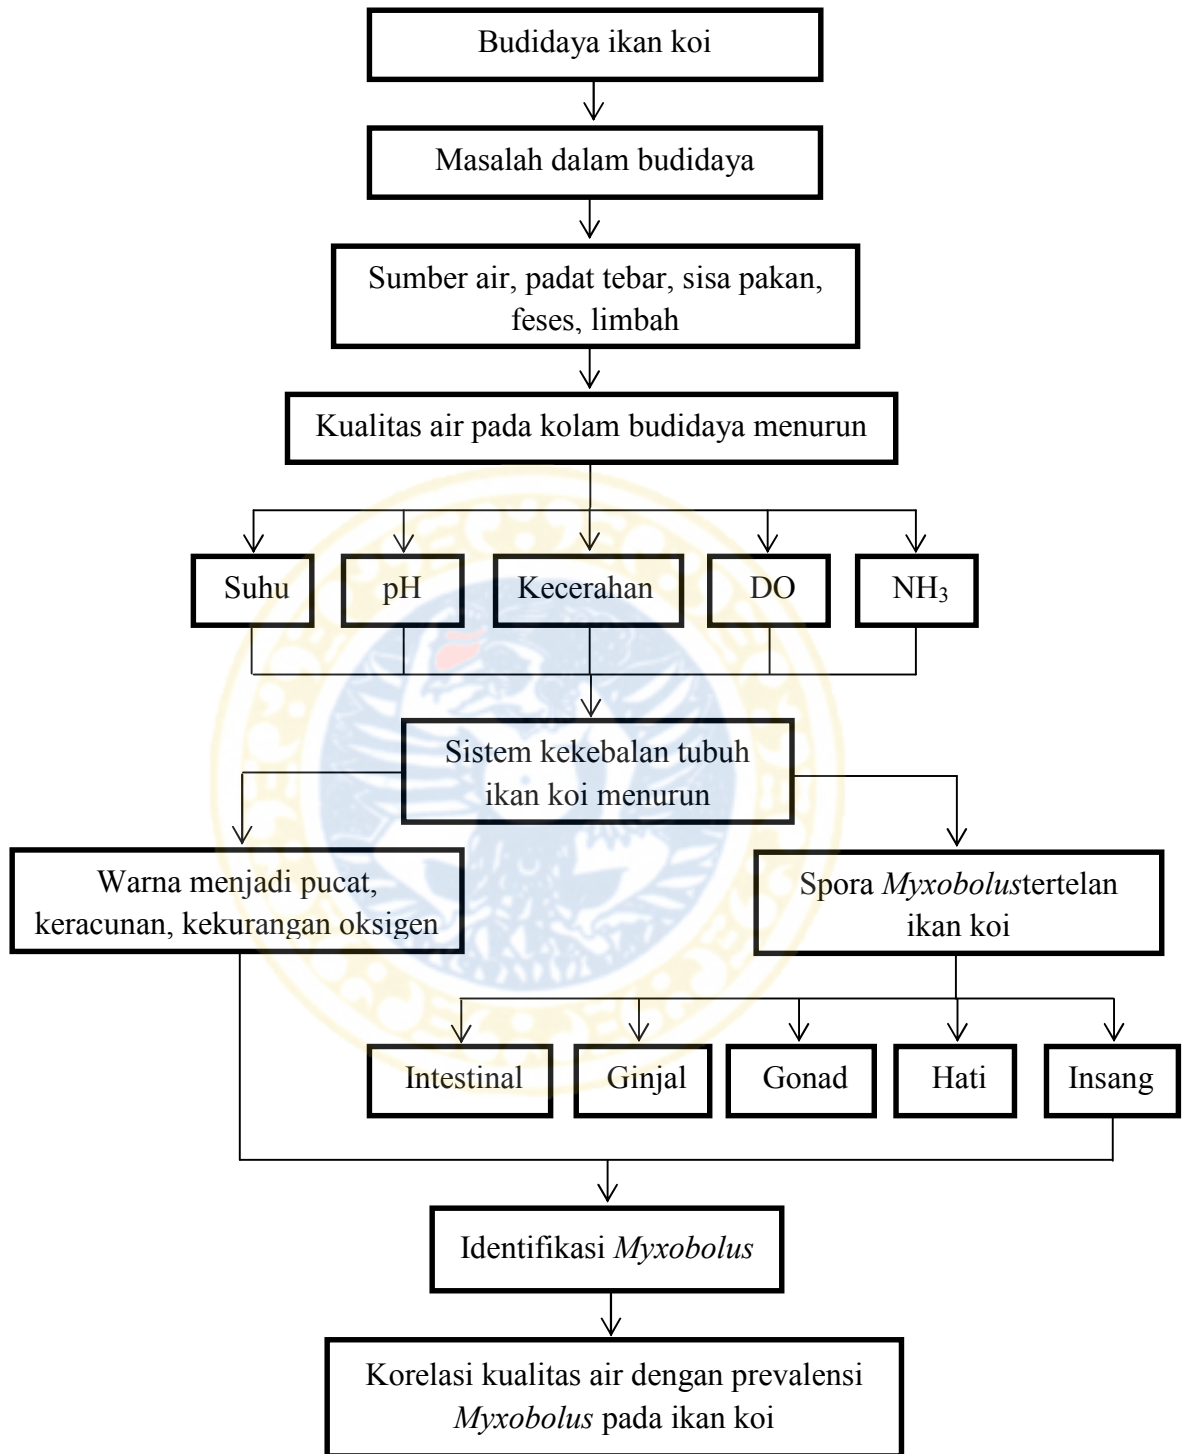 Budidaya ikan koi
Masalah dalam budidaya
Sumber air, padat tebar, sisa pakan,
feses, limbah
Kualitas air pada kolam budidaya menurun
Suhu
pH
Kecerahan
DO
NH₃
Sistem kekebalan tubuh
ikan koi menurun
Warna menjadi pucat,
keracunan, kekurangan oksigen
Spora Myxobolustertelan
ikan koi
Intestinal
Ginjal
Gonad
Hati
Insang
Identifikasi Myxobolus
Korelasi kualitas air dengan prevalensi
Myxobolus pada ikan koi